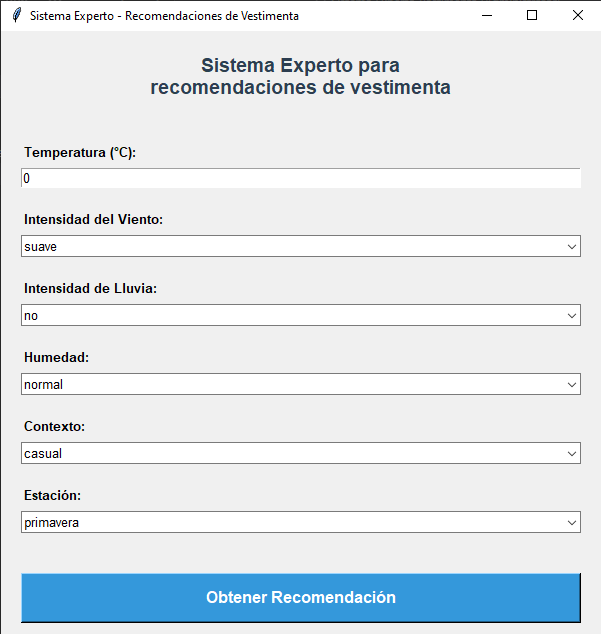 Sistema Experto - Recomendaciones de Vestimenta
Sistema Experto para
recomendaciones de vestimenta
Temperatura (°C):
0
Intensidad del Viento:
suave
Intensidad de Lluvia:
no
Humedad:
normal
Contexto:
casual
Estación:
primavera
Obtener Recomendación